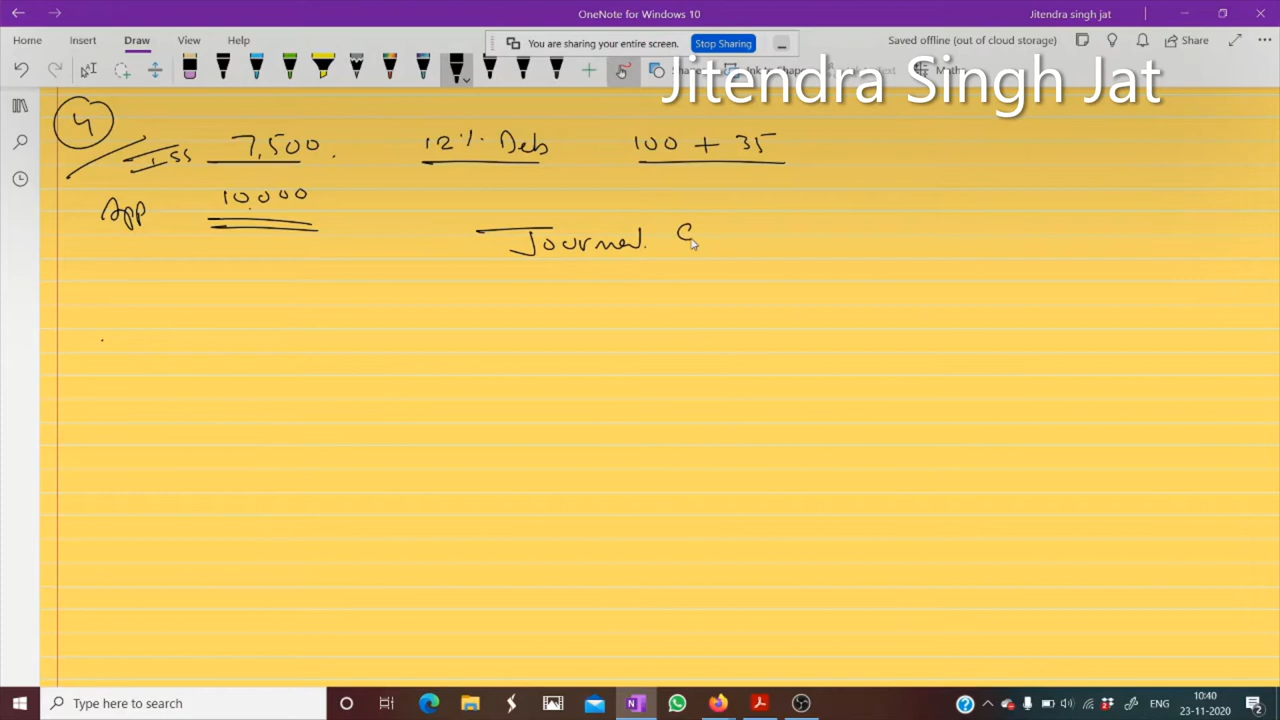 OneNote for Windows 10
Jitendra singh jat
Home Insert Draw View Help
You are sharing your entire screen. Stop Sharing
Saved offline (out of cloud storage)
Share
Jitendra Singh Jat
4
Iss 7,500. 12% Deb 100 + 35
App 10,000
Journal.
Type here to search
ENG
10:40
23-11-2020
2